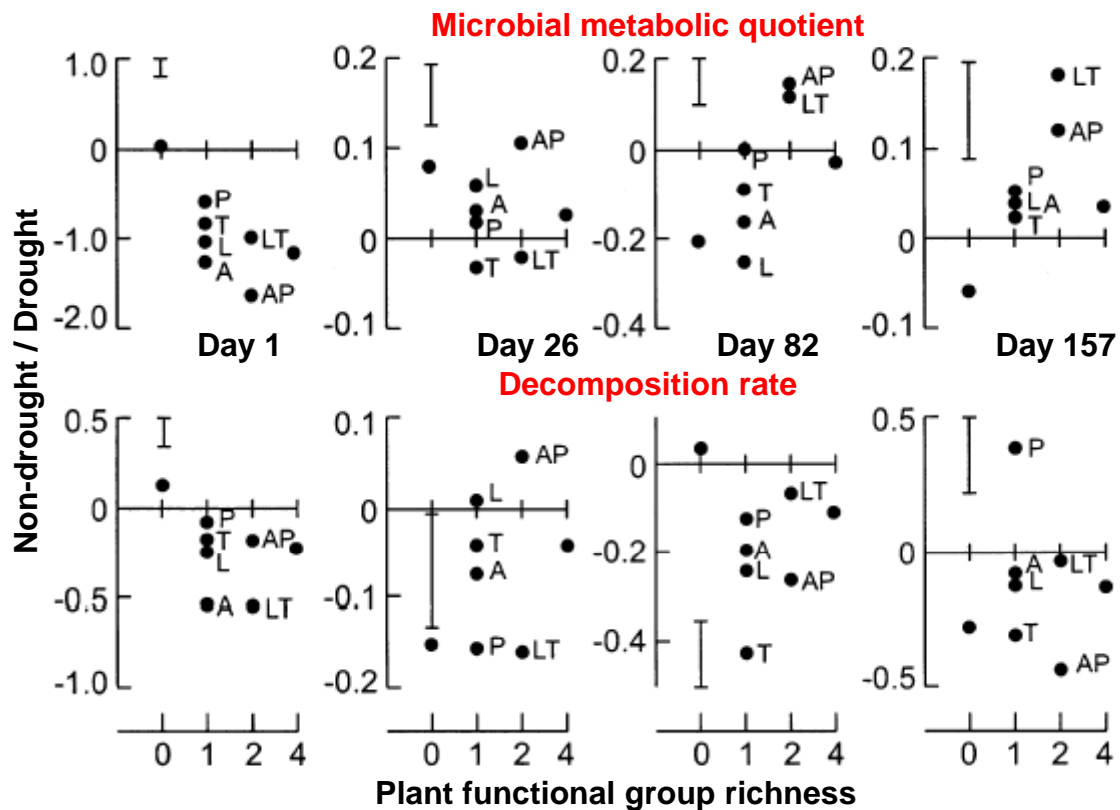 Microbial metabolic quotient
Non-drought / Drought
1.0
0
-1.0
-2.0
P
T
L
A
LT
AP
Day 1
0.2
0.1
0
-0.1
AP
L
A
P
T
LT
Day 26
0.2
0
-0.2
-0.4
AP
LT
P
T
A
L
Day 82
0.2
0.1
0
-0.1
LT
AP
P
L A
T
Day 157
Decomposition rate
0.5
0
-0.5
-1.0
P
T AP
L
A LT
0 1 2 4
0.1
0
-0.1
-0.2
AP
L
T
A
P LT
0 1 2 4
0
-0.2
-0.4
LT
P
A
L AP
T
0 1 2 4
0.5
0
-0.5
P
A LT
L
T
AP
0 1 2 4
Plant functional group richness